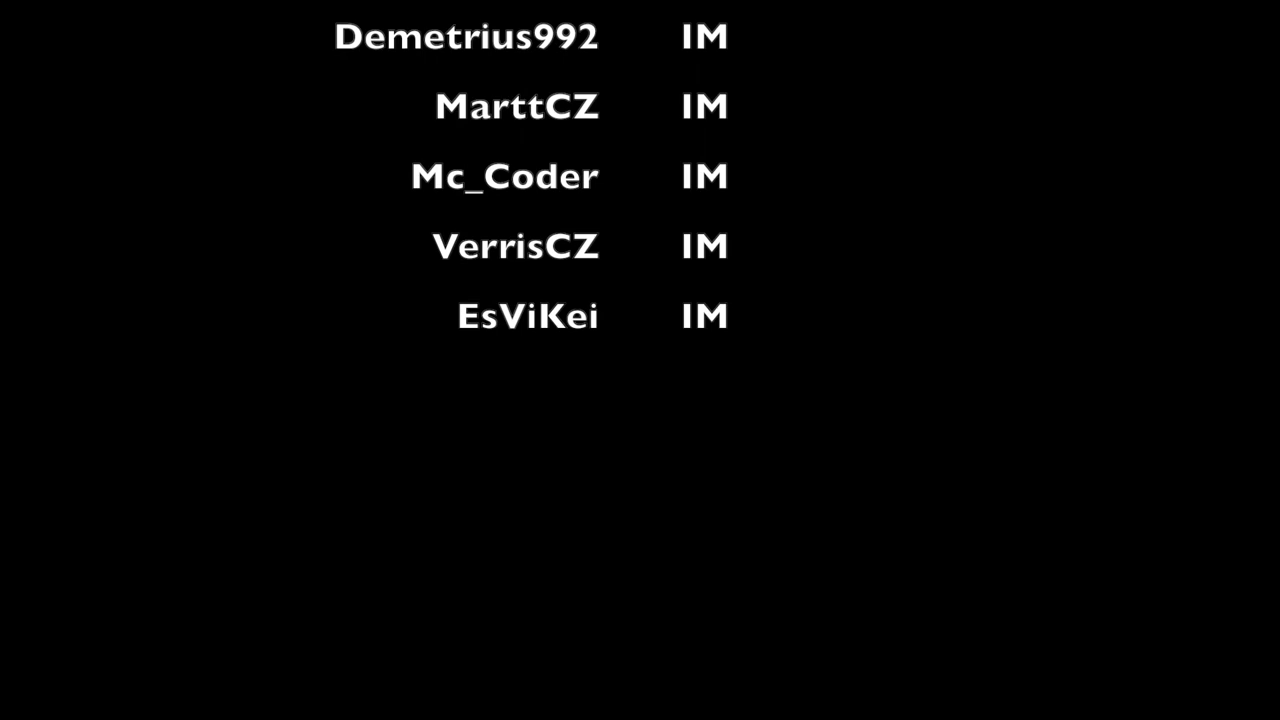 Demetrius992 IM
MarttCZ IM
Mc_Coder IM
VerrisCZ IM
EsViKei IM